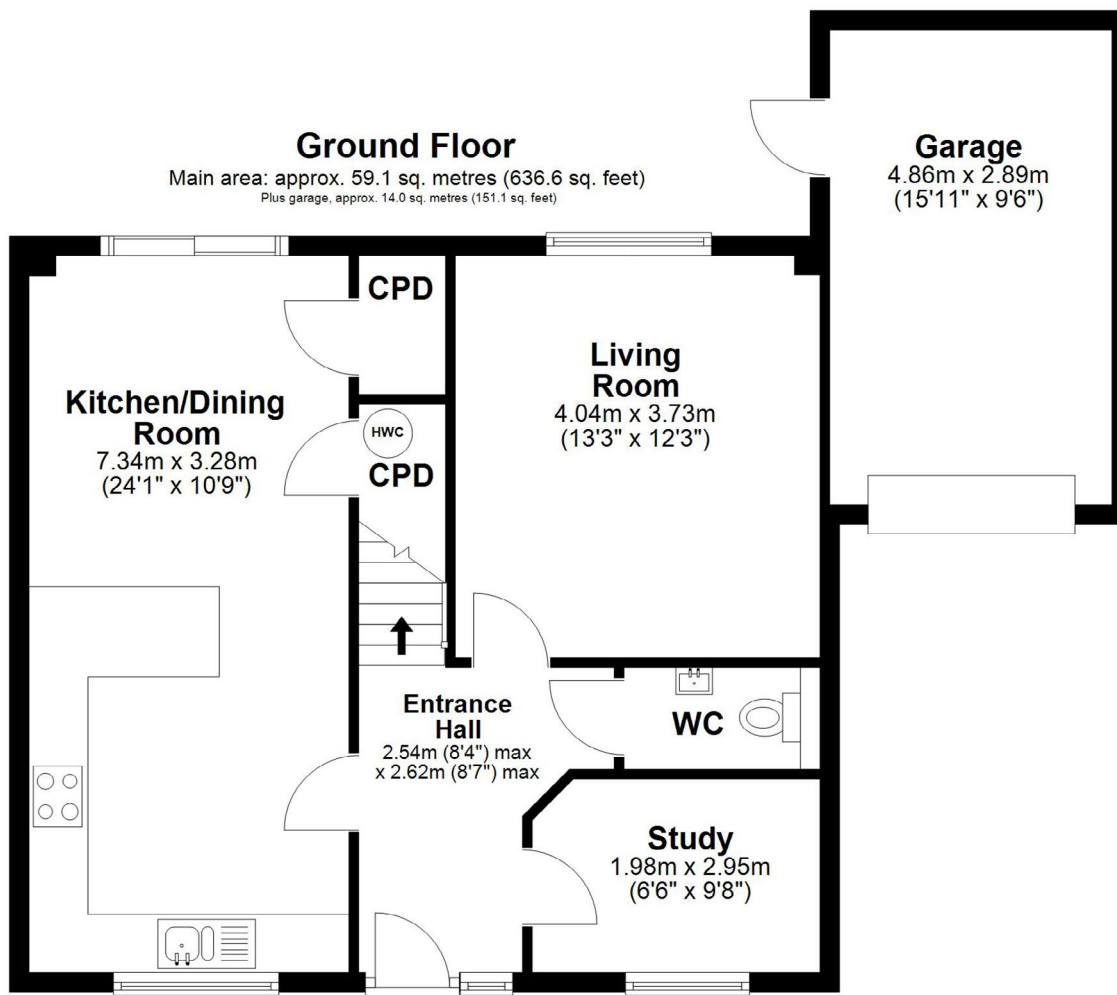 Ground Floor
Main area: approx. 59.1 sq. metres (636.6 sq. feet)
Plus garage, approx. 14.0 sq. metres (151.1 sq. feet)
Garage
4.86m x 2.89m
(15'11" x 9'6")
CPD
Living
Room
4.04m x 3.73m
(13'3" x 12'3")
Kitchen/Dining
Room
7.34m x 3.28m
(24'1" x 10'9")
HWC
CPD
Entrance
Hall
2.54m (8'4") max
x 2.62m (8'7") max
WC
Study
1.98m x 2.95m
(6'6" x 9'8")